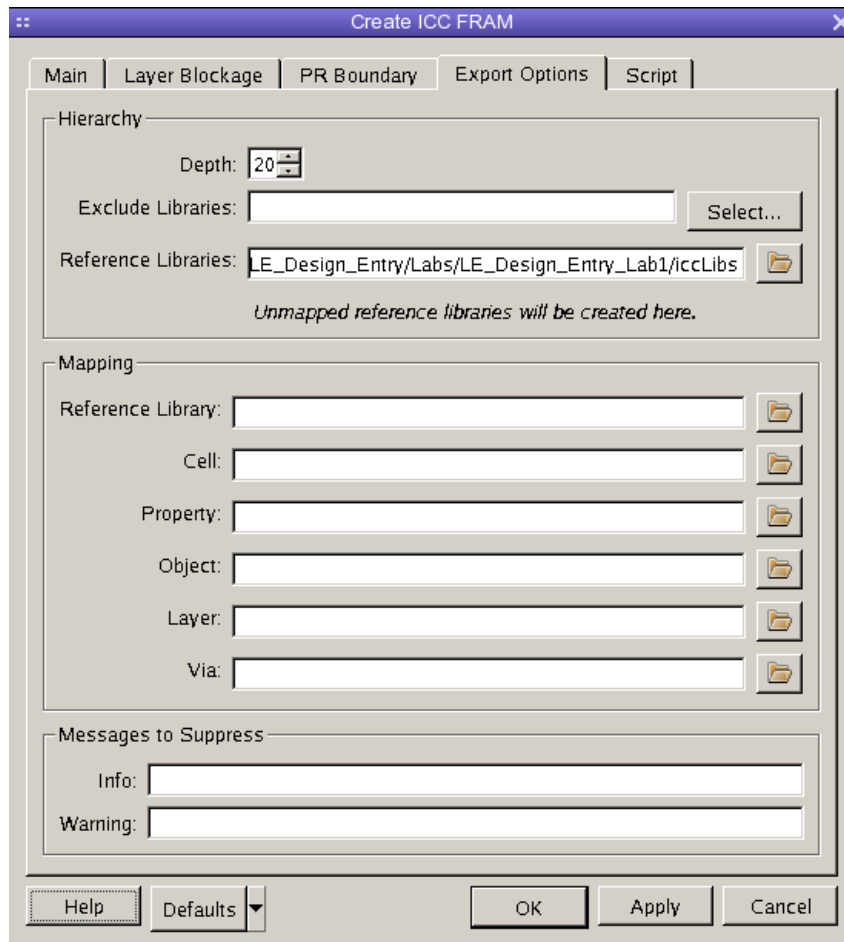 Create ICC FRAM
Main Layer Blockage PR Boundary Export Options Script
Hierarchy
Depth: 20
Exclude Libraries: Select...
Reference Libraries: LE_Design_Entry/Labs/LE_Design_Entry_Lab1/iccLibs
Unmapped reference libraries will be created here.
Mapping
Reference Library:
Cell:
Property:
Object:
Layer:
Via:
Messages to Suppress
Info:
Warning:
Help Defaults OK Apply Cancel